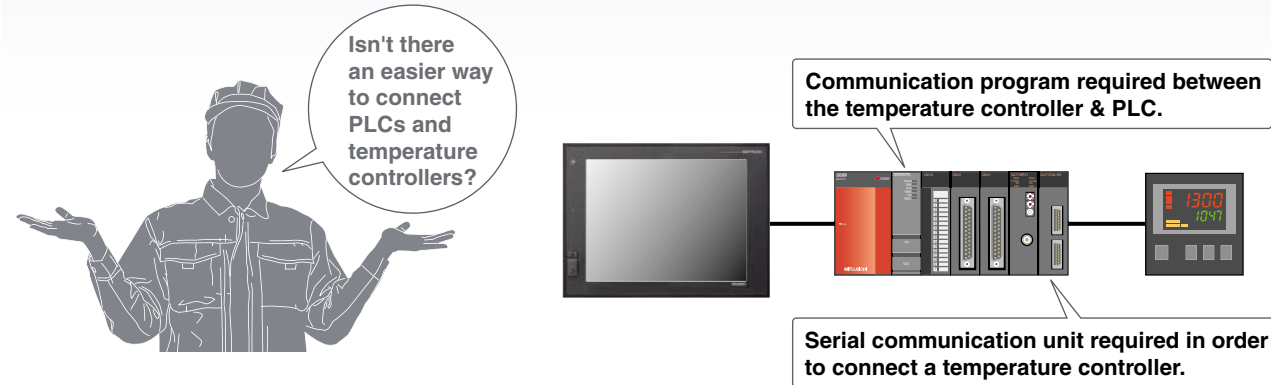 Isn't there
an easier way
to connect
PLCs and
temperature
controllers?
Communication program required between
the temperature controller & PLC.
MITSUBISHI
1300
1047
Serial communication unit required in order
to connect a temperature controller.